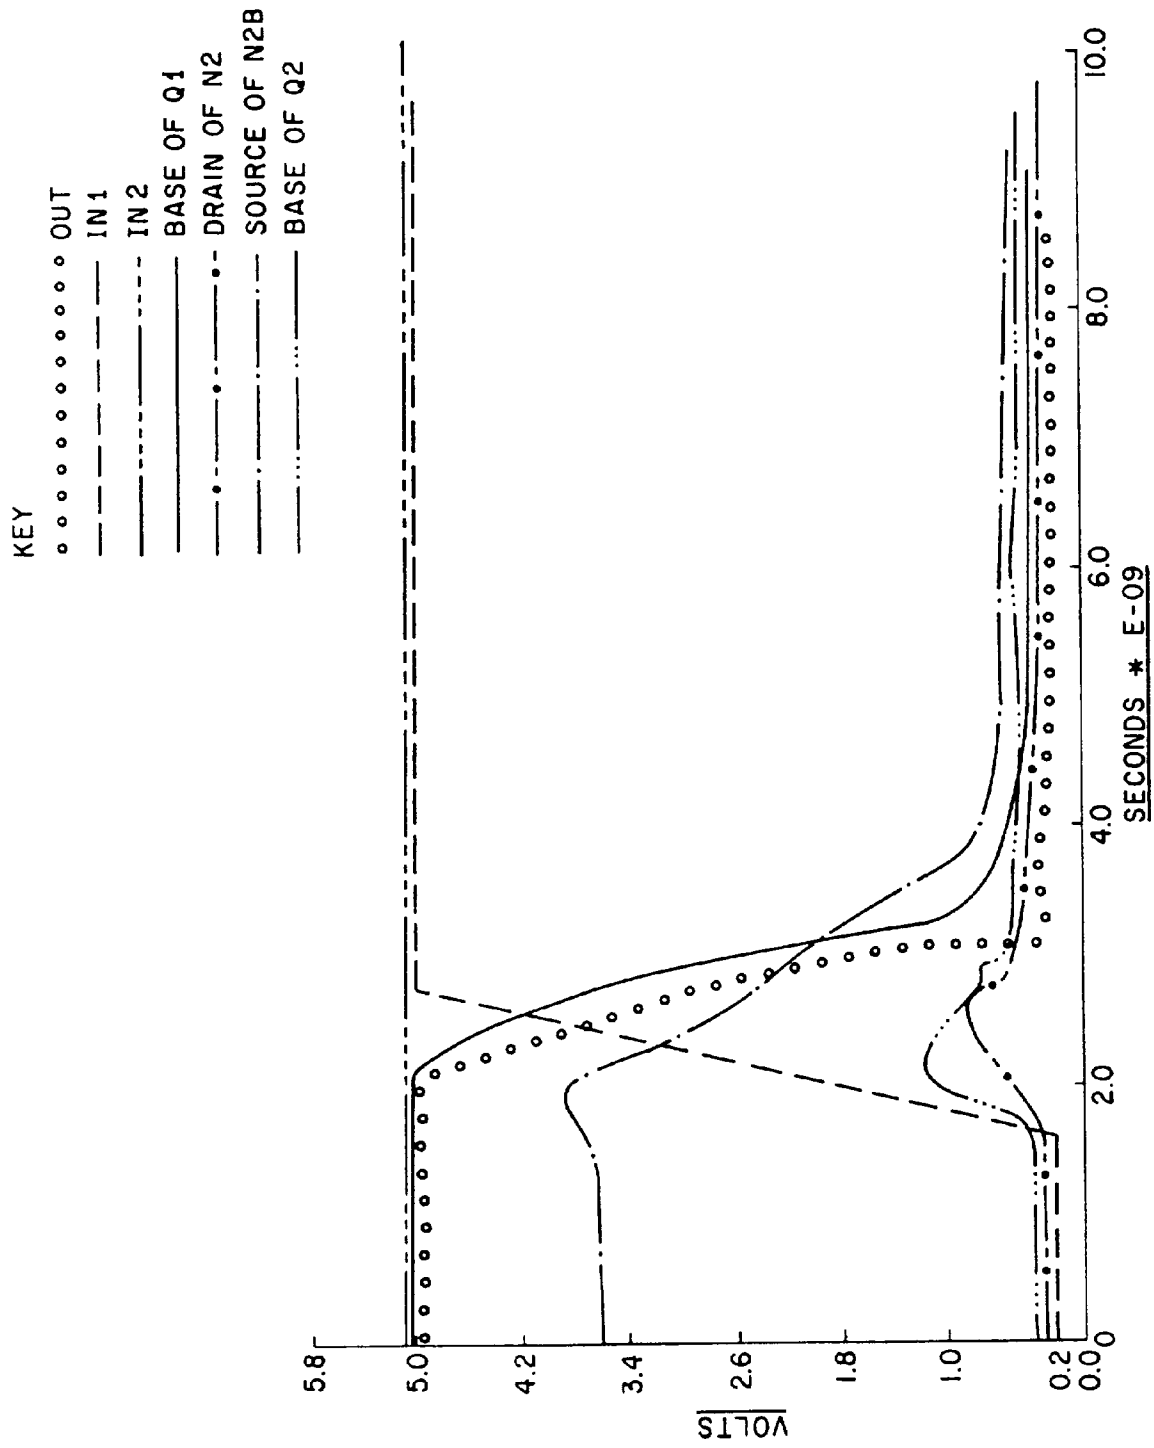 KEY
OUT
IN1
IN2
BASE OF Q1
DRAIN OF N2
SOURCE OF N2B
BASE OF Q2
VOLTS
5.8
5.0
4.2
3.4
2.6
1.8
1.0
0.2
0.0
0.0
2.0
4.0
6.0
8.0
10.0
SECONDS * E-09